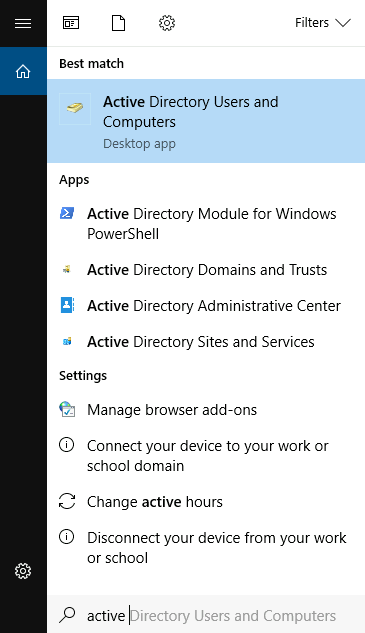 Filters
Best match
Active Directory Users and
Computers
Desktop app
Apps
Active Directory Module for Windows
PowerShell
Active Directory Domains and Trusts
Active Directory Administrative Center
Active Directory Sites and Services
Settings
Manage browser add-ons
Connect your device to your work or
school domain
Change active hours
Disconnect your device from your work
or school
active Directory Users and Computers